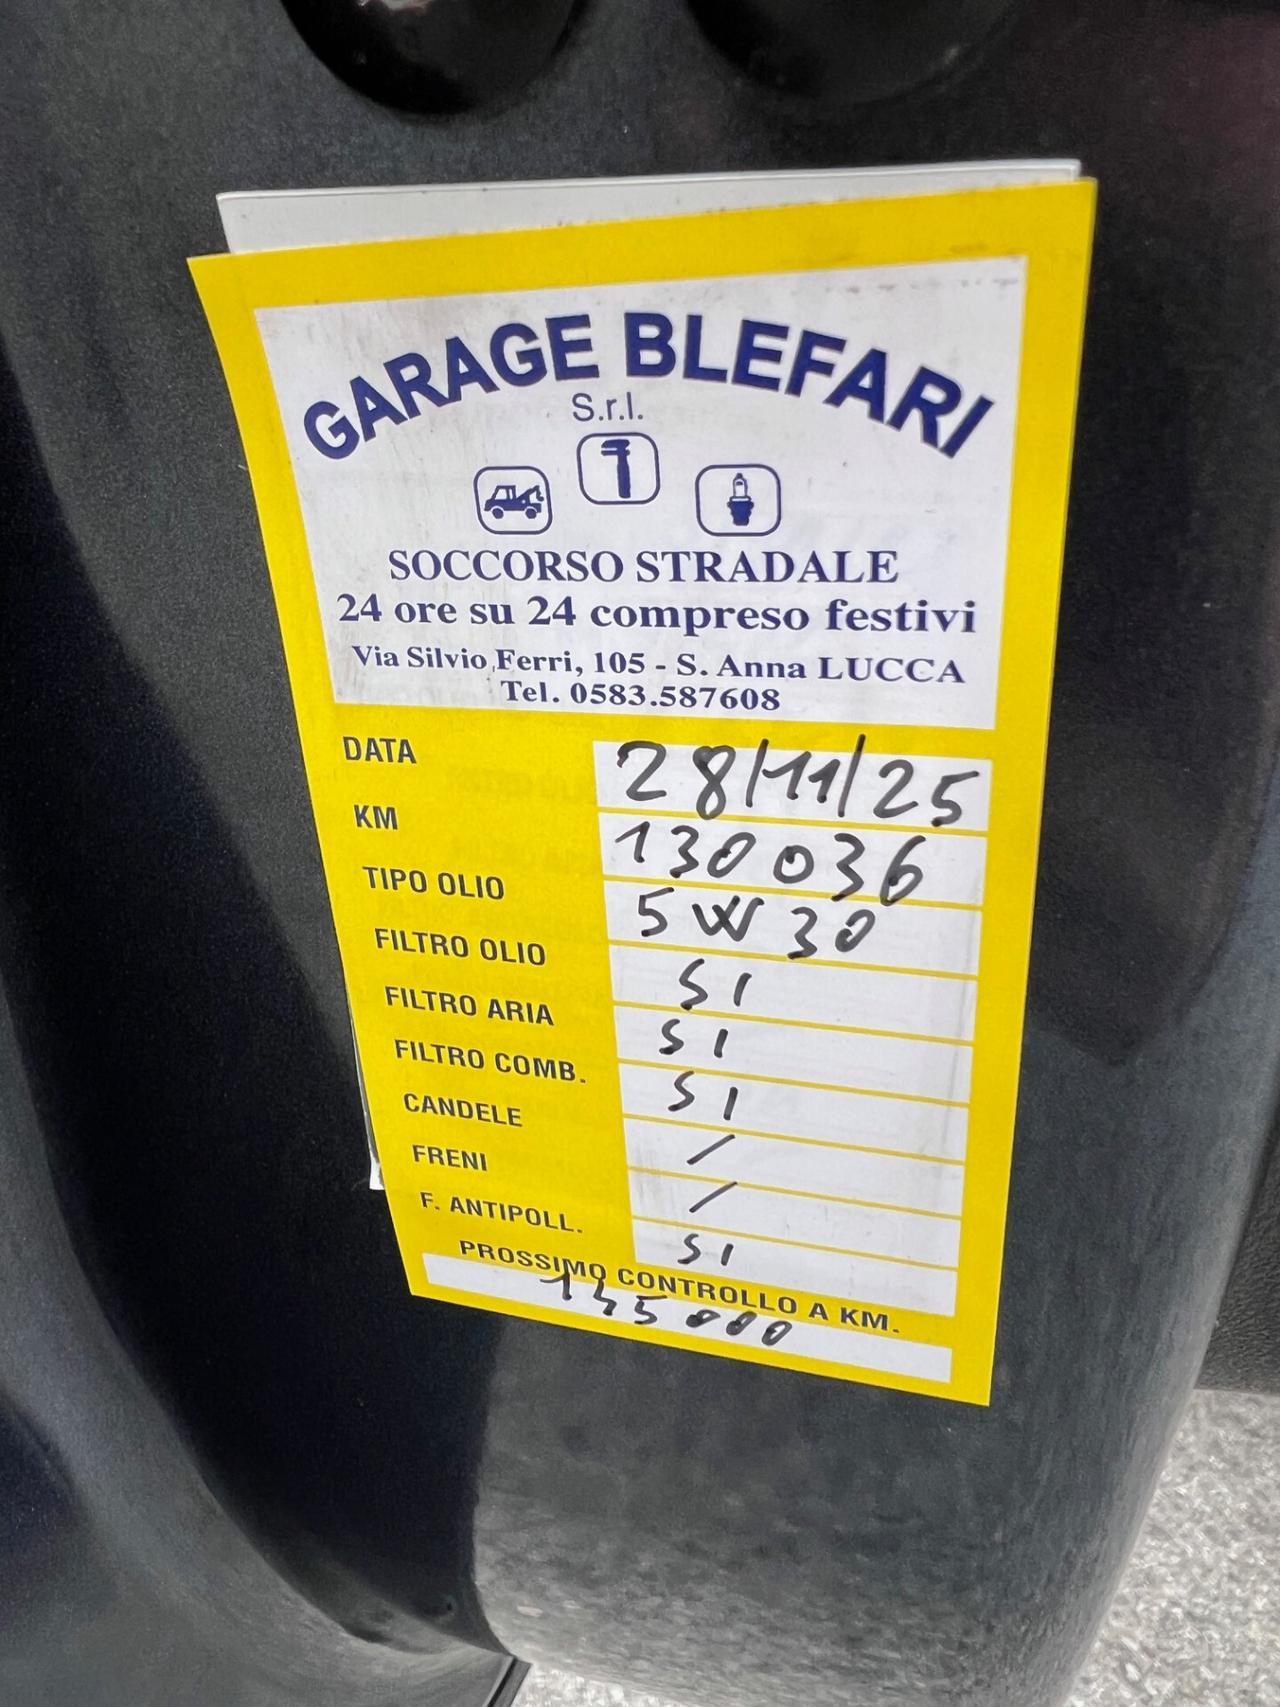 GARAGE BLEFARI
S.r.l.
SOCCORSO STRADALE
24 ore su 24 compreso festivi
Via Silvio Ferri, 105 - S. Anna LUCCA
Tel. 0583.587608
DATA 28/11/25
KM 130036
TIPO OLIO 5W30
FILTRO OLIO SI
FILTRO ARIA SI
FILTRO COMB. SI
CANDELE /
FRENI /
F. ANTIPOLL. SI
PROSSIMO CONTROLLO A KM.
145000